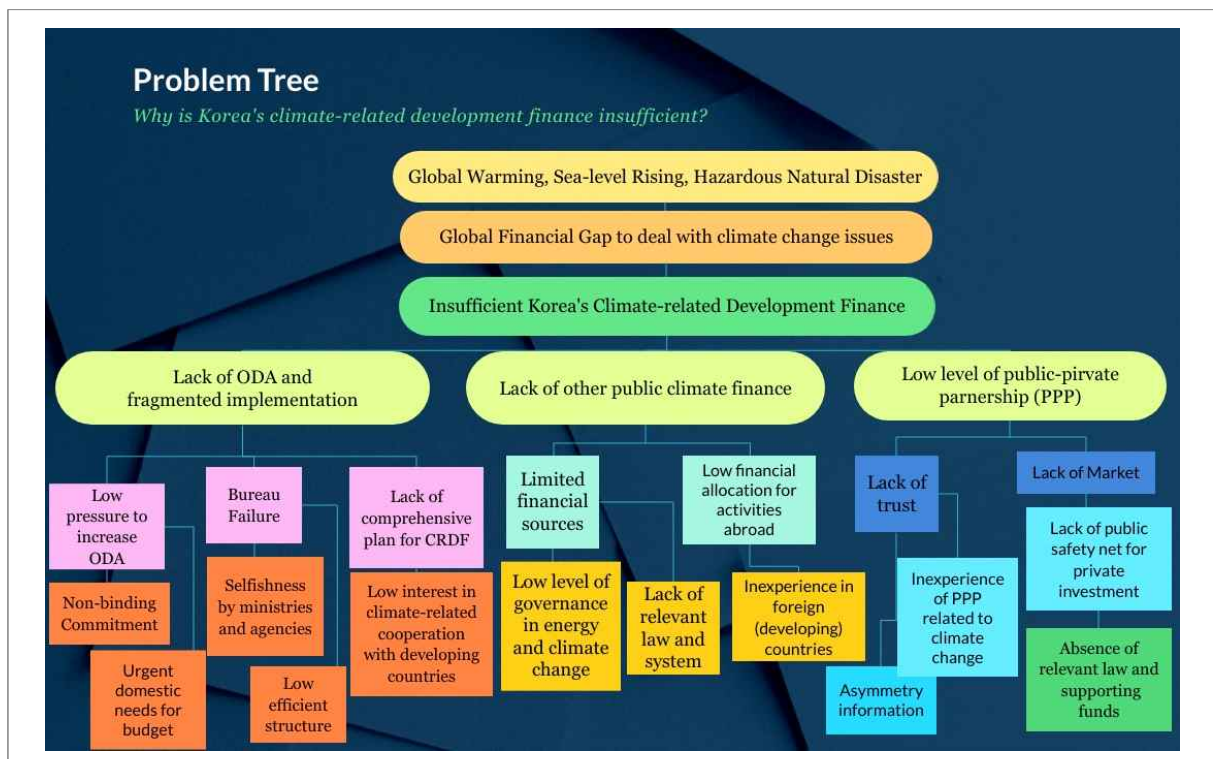 Problem Tree
Why is Korea's climate-related development finance insufficient?
Global Warming, Sea-level Rising, Hazardous Natural Disaster
Global Financial Gap to deal with climate change issues
Insufficient Korea's Climate-related Development Finance
Lack of ODA and
fragmented implementation
Lack of other public climate finance
Low level of public-pirvate
parnership (PPP)
Low
pressure to
increase
ODA
Bureau
Failure
Lack of
comprehensive
plan for CRDF
Limited
financial
sources
Low financial
allocation for
activities
abroad
Lack of
trust
Lack of Market
Non-binding
Commitment
Urgent
domestic
needs for
budget
Selfishness
by ministries
and agencies
Low
efficient
structure
Low interest in
climate-related
cooperation
with developing
countries
Low level of
governance
in energy
and climate
change
Lack of
relevant
law and
system
Inexperience in
foreign
(developing)
countries
Asymmetry
information
Inexperience
of PPP
related to
climate
change
Lack of public
safety net for
private
investment
Absence of
relevant law and
supporting
funds